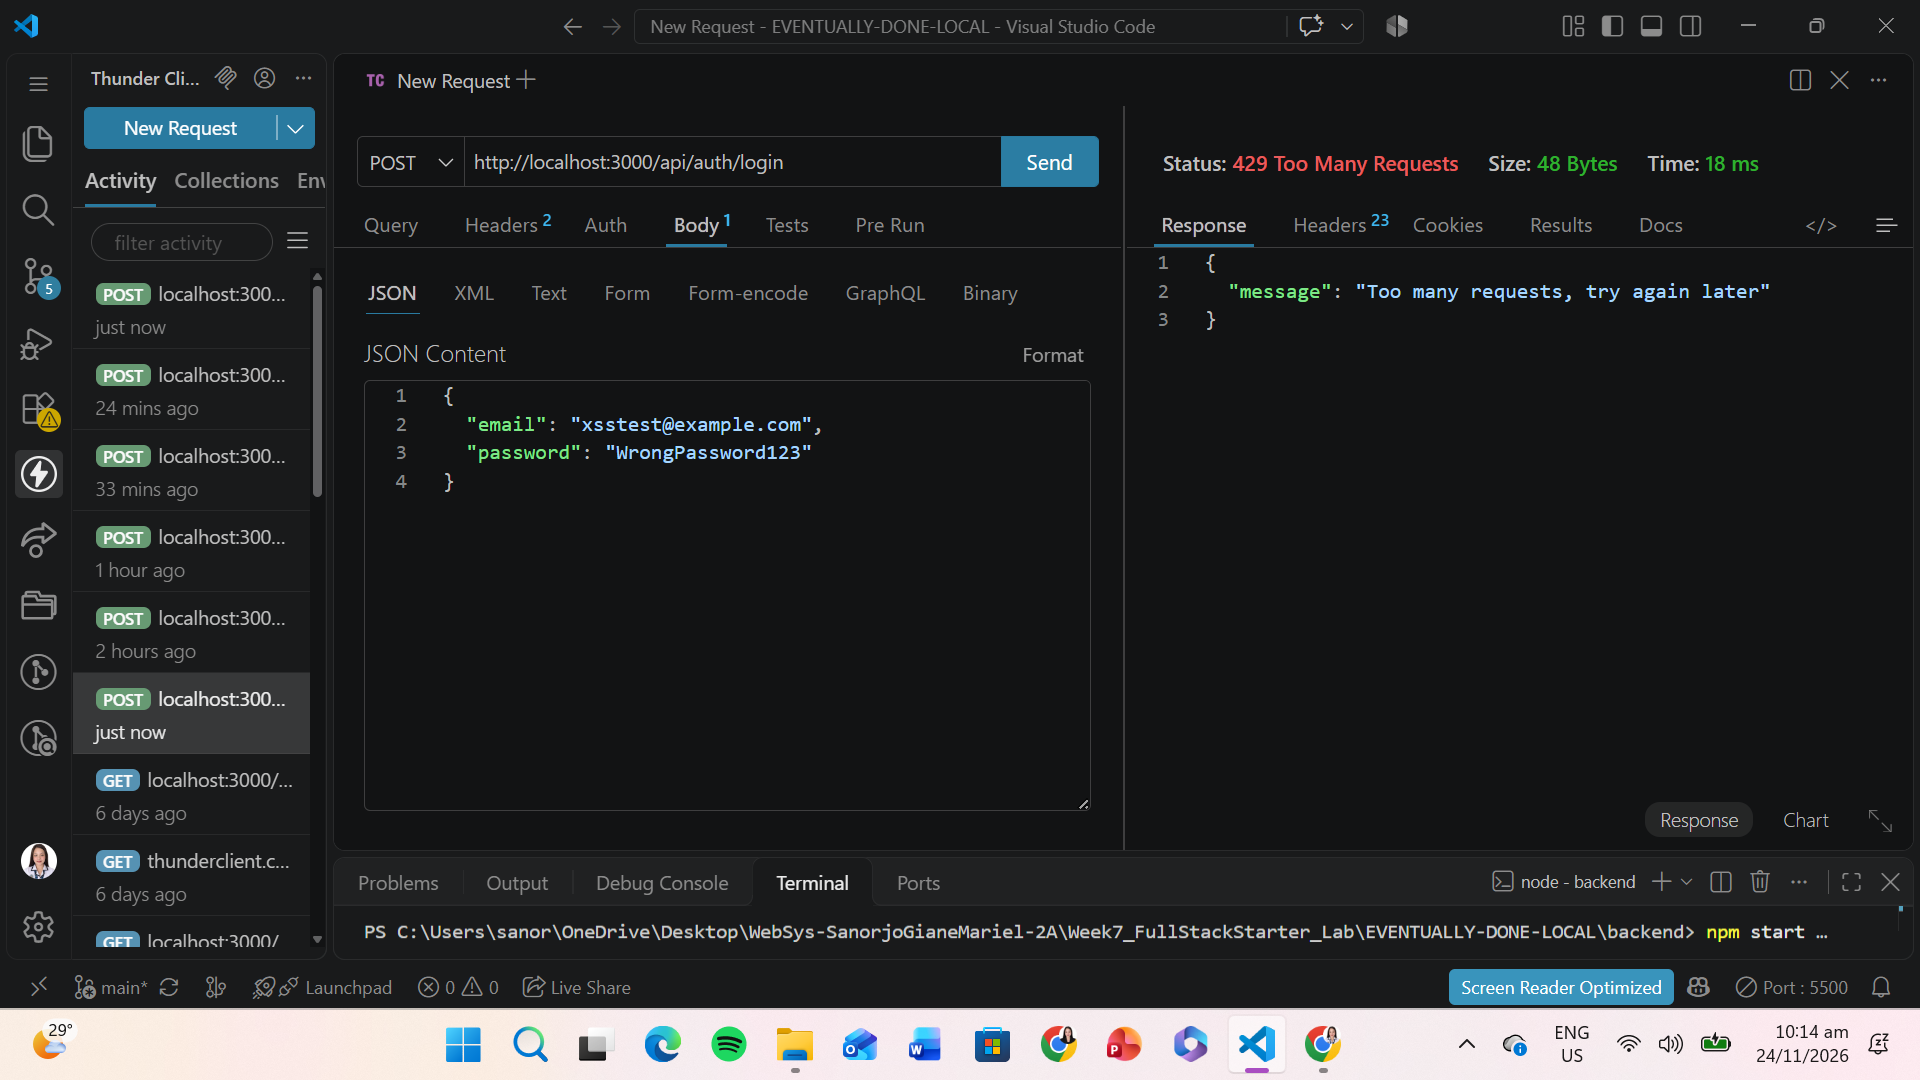 New Request - EVENTUALLY-DONE-LOCAL - Visual Studio Code
Thunder Cli...
New Request
Activity Collections Env
filter activity
POST localhost:300...
just now
POST localhost:300...
24 mins ago
POST localhost:300...
33 mins ago
POST localhost:300...
1 hour ago
POST localhost:300...
2 hours ago
POST localhost:300...
just now
GET localhost:3000/...
6 days ago
GET thunderclient.c...
6 days ago
GET localhost:3000/
5
TC New Request
POST http://localhost:3000/api/auth/login Send
Query Headers 2 Auth Body 1 Tests Pre Run
JSON XML Text Form Form-encode GraphQL Binary
JSON Content Format
1 {
2 "email": "xsstest@example.com",
3 "password": "WrongPassword123"
4 }
Status: 429 Too Many Requests Size: 48 Bytes Time: 18 ms
Response Headers 23 Cookies Results Docs </>
1 {
2 "message": "Too many requests, try again later"
3 }
Response Chart
Problems Output Debug Console Terminal Ports node - backend
PS C:\Users\sanor\OneDrive\Desktop\WebSys-SanorjoGianeMariel-2A\Week7_FullStackStarter_Lab\EVENTUALLY-DONE-LOCAL\backend> npm start ...
main* Launchpad 0 0 Live Share Screen Reader Optimized Port : 5500
29°
ENG
US
10:14 am
24/11/2026